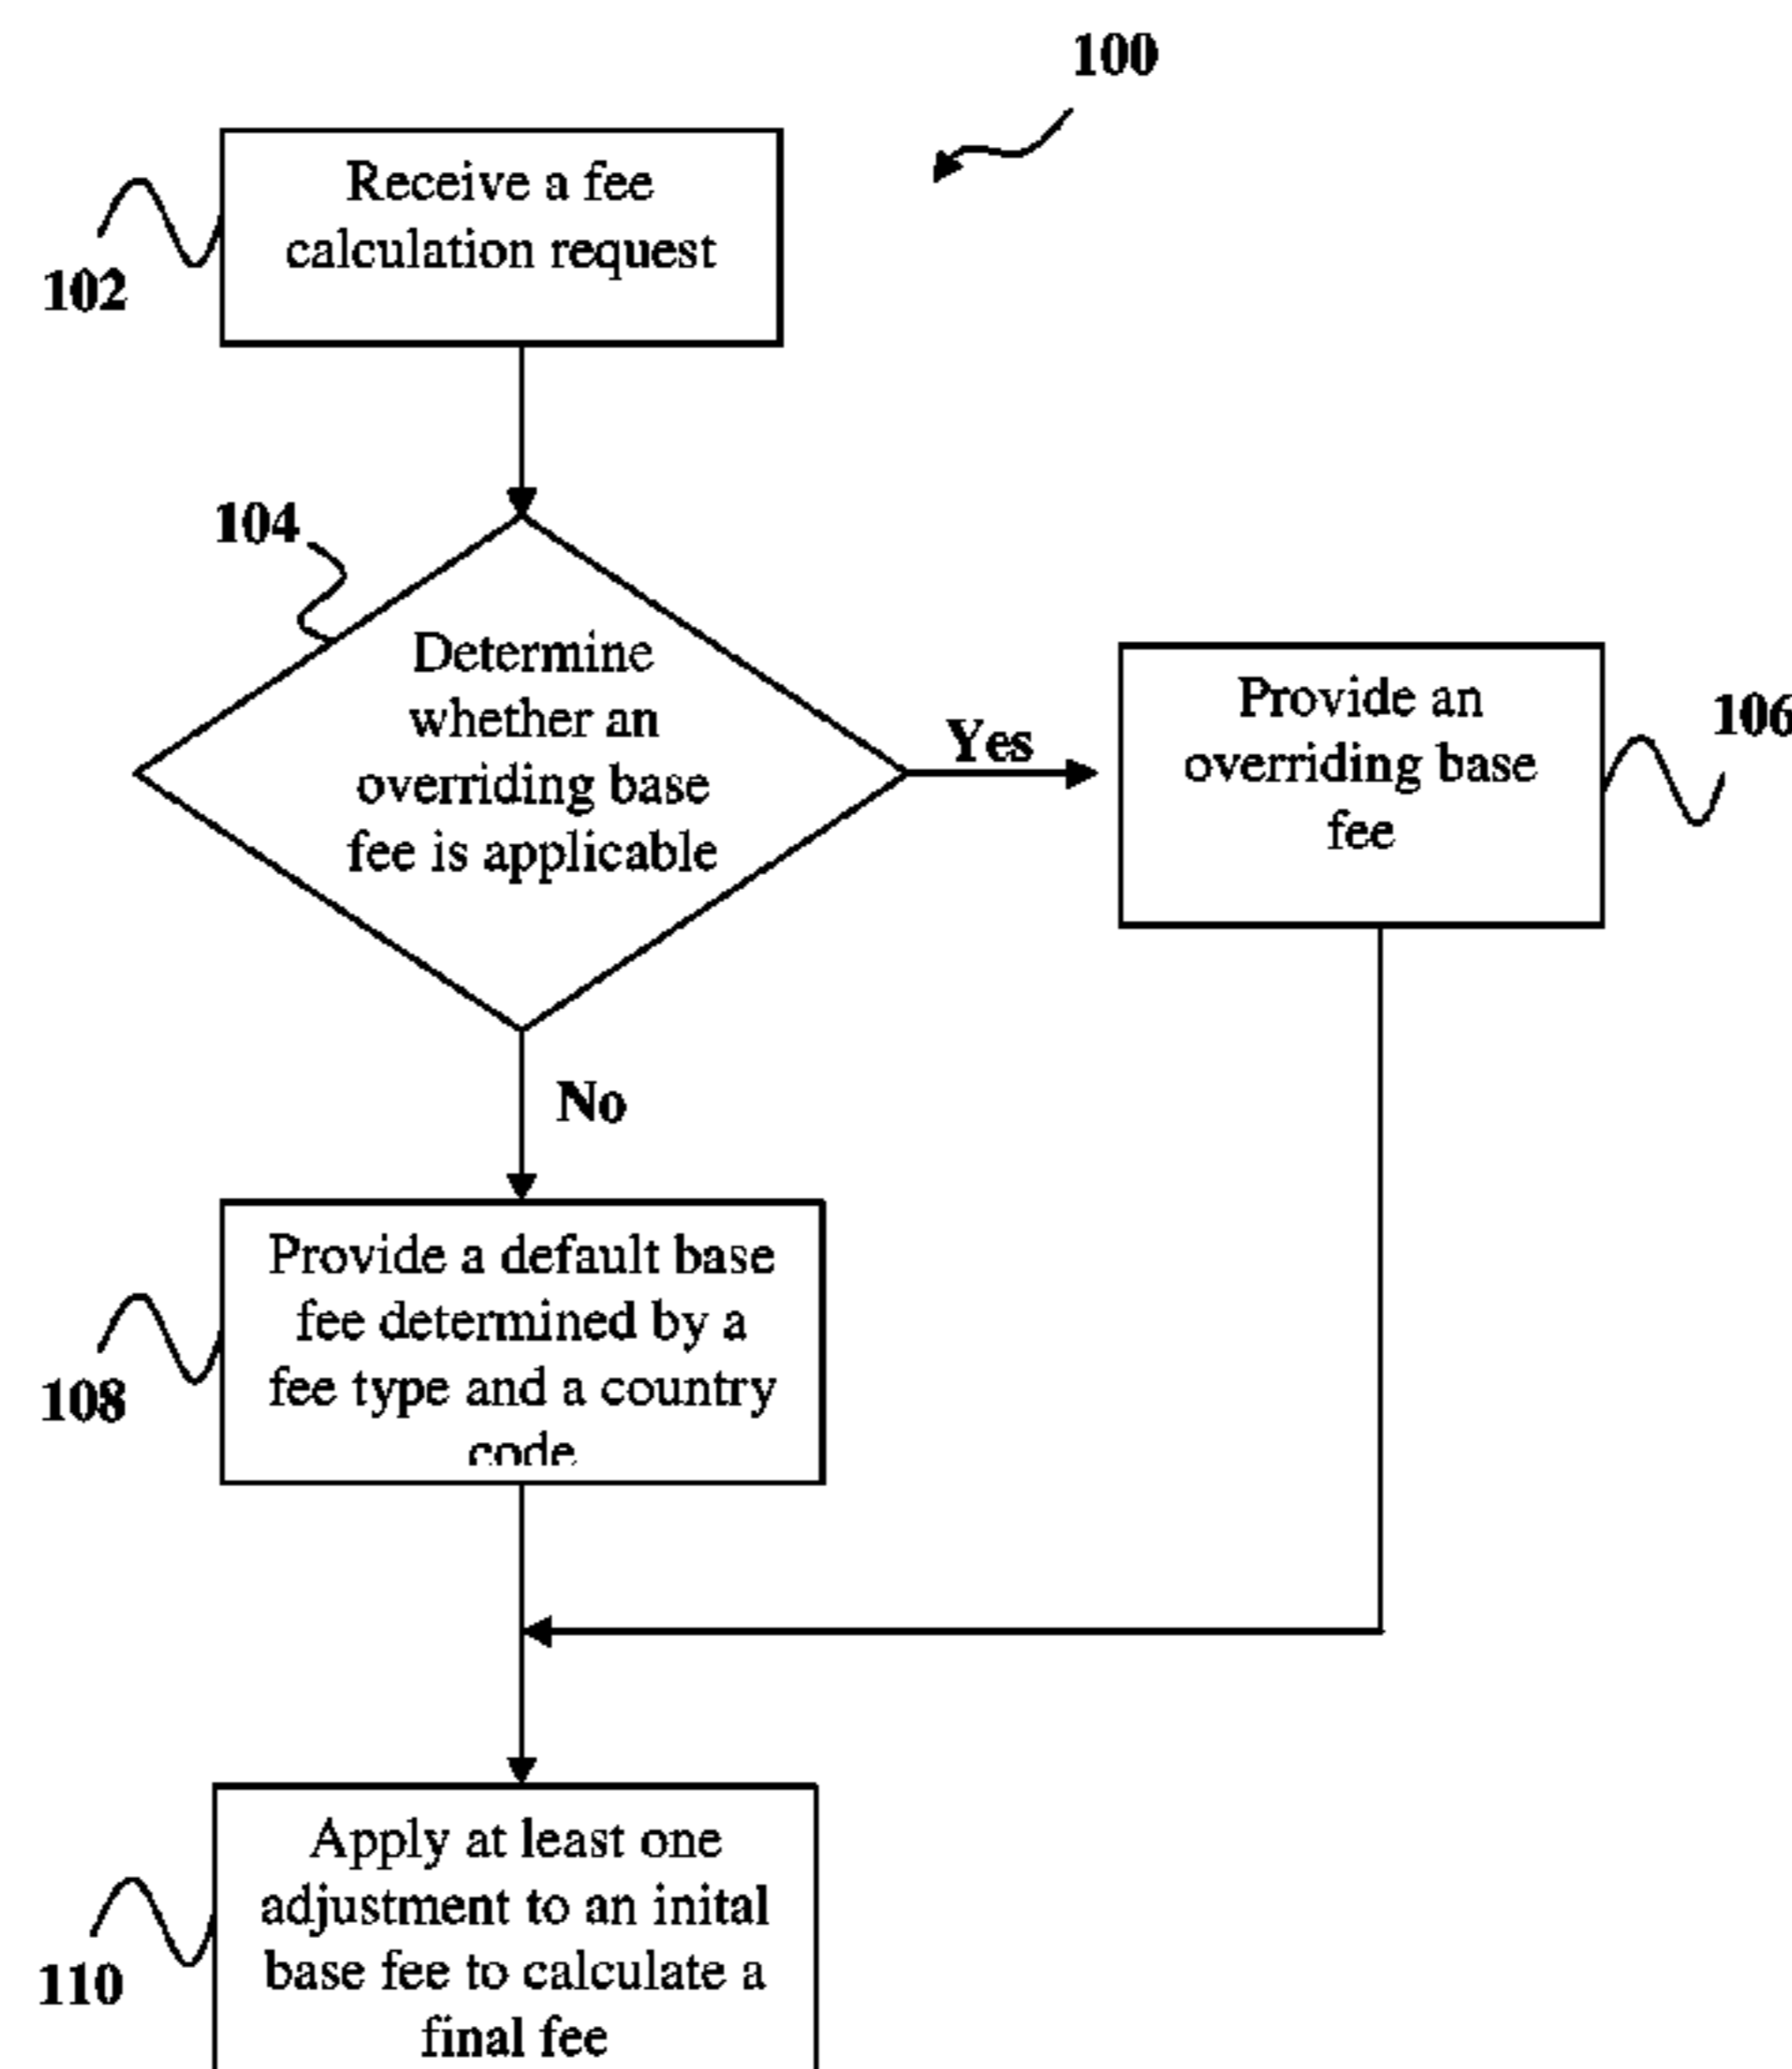 100
Receive a fee
calculation request
102
104
Determine
whether an
overriding base
fee is applicable
Yes
Provide an
overriding base
fee
106
No
Provide a default base
fee determined by a
fee type and a country
code
108
Apply at least one
adjustment to an inital
base fee to calculate a
final fee
110